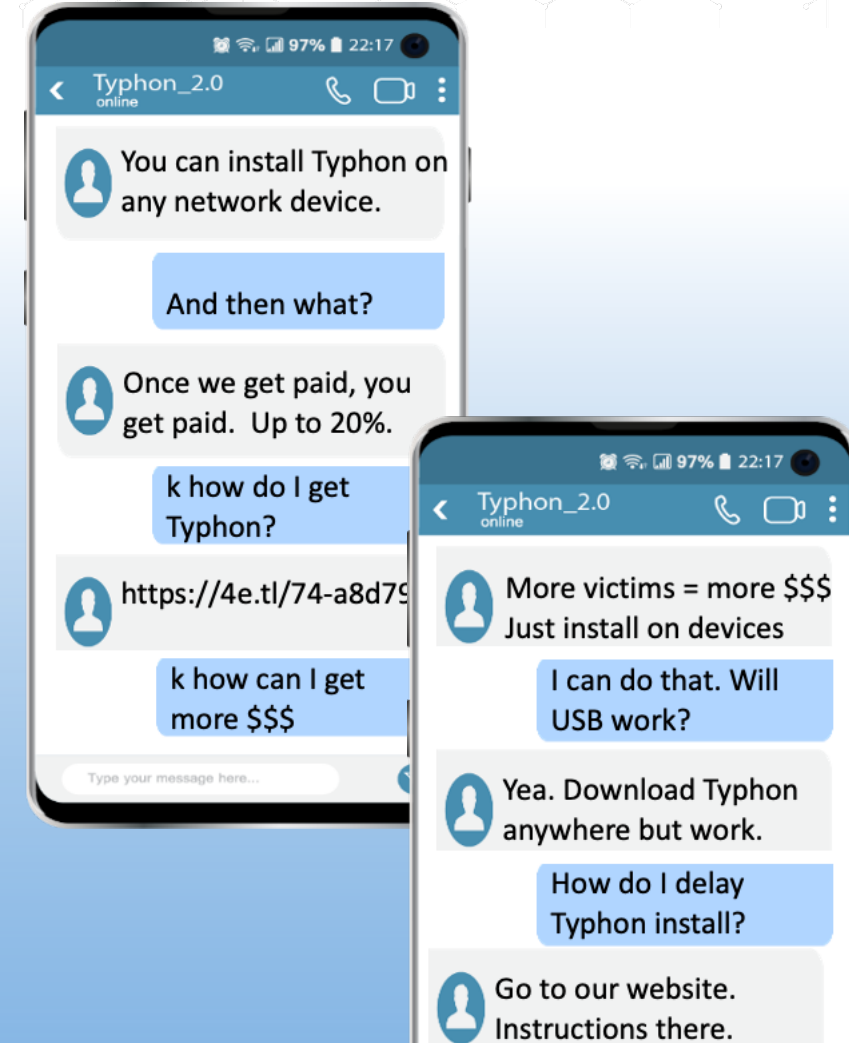 97% 22:17
Typhon_2.0
online
You can install Typhon on
any network device.
And then what?
Once we get paid, you
get paid. Up to 20%.
k how do I get
Typhon?
https://4e.tl/74-a8d79
k how can I get
more $$$
Type your message here...
97% 22:17
Typhon_2.0
online
More victims = more $$$
Just install on devices
I can do that. Will
USB work?
Yea. Download Typhon
anywhere but work.
How do I delay
Typhon install?
Go to our website.
Instructions there.